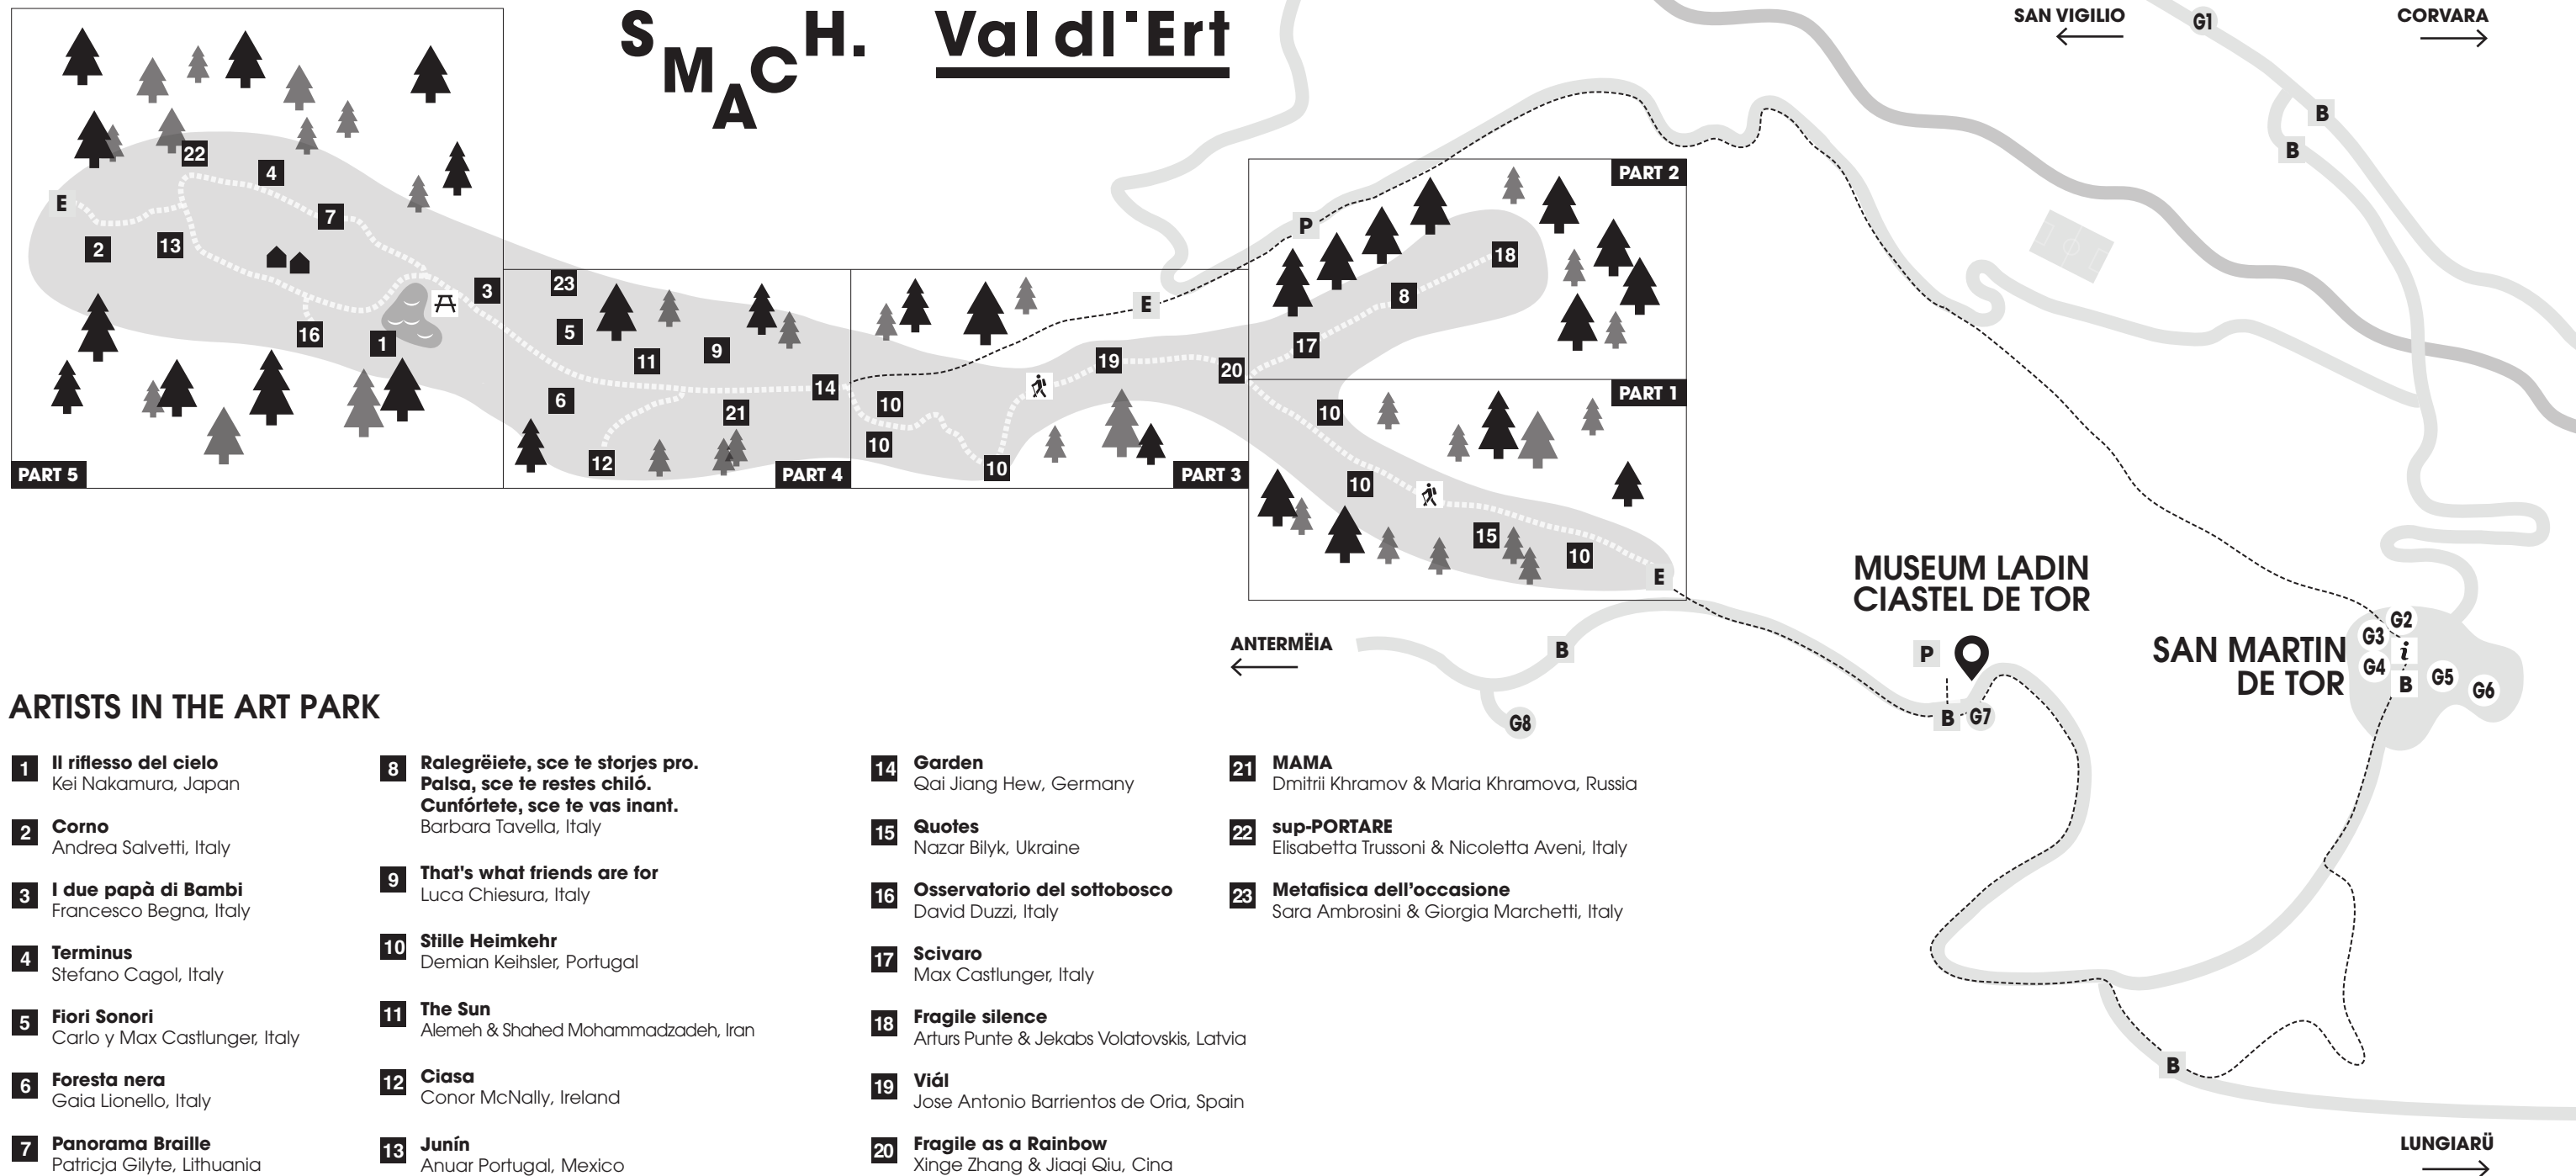 SMACH. Val dl'Ert
SAN VIGILIO
CORVARA
G1
B
B
22
4
E
7
2
13
3
16
1
PART 5
23
5
11
9
14
6
21
12
PART 4
P
E
10
19
20
10
10
PART 3
PART 2
18
8
17
PART 1
10
10
15
10
E
MUSEUM LADIN
CIASTEL DE TOR
P
B
G7
ANTERMËIA
B
G8
SAN MARTIN
DE TOR
G2
G3
i
G4
B
G5
G6
B
LUNGIARÜ
ARTISTS IN THE ART PARK
1 Il riflesso del cielo
Kei Nakamura, Japan
2 Corno
Andrea Salvetti, Italy
3 I due papà di Bambi
Francesco Begna, Italy
4 Terminus
Stefano Cagol, Italy
5 Fiori Sonori
Carlo y Max Castlunger, Italy
6 Foresta nera
Gaia Lionello, Italy
7 Panorama Braille
Patricja Gilyte, Lithuania
8 Ralegrëiete, sce te storjes pro.
Palsa, sce te restes chiló.
Cunfórtete, sce te vas inant.
Barbara Tavella, Italy
9 That's what friends are for
Luca Chiesura, Italy
10 Stille Heimkehr
Demian Keihsler, Portugal
11 The Sun
Alemeh & Shahed Mohammadzadeh, Iran
12 Ciasa
Conor McNally, Ireland
13 Junín
Anuar Portugal, Mexico
14 Garden
Qai Jiang Hew, Germany
15 Quotes
Nazar Bilyk, Ukraine
16 Osservatorio del sottobosco
David Duzzi, Italy
17 Scivaro
Max Castlunger, Italy
18 Fragile silence
Arturs Punte & Jekabs Volatovskis, Latvia
19 Viál
Jose Antonio Barrientos de Oria, Spain
20 Fragile as a Rainbow
Xinge Zhang & Jiaqi Qiu, Cina
21 MAMA
Dmitrii Khramov & Maria Khramova, Russia
22 sup-PORTARE
Elisabetta Trussoni & Nicoletta Aveni, Italy
23 Metafisica dell’occasione
Sara Ambrosini & Giorgia Marchetti, Italy